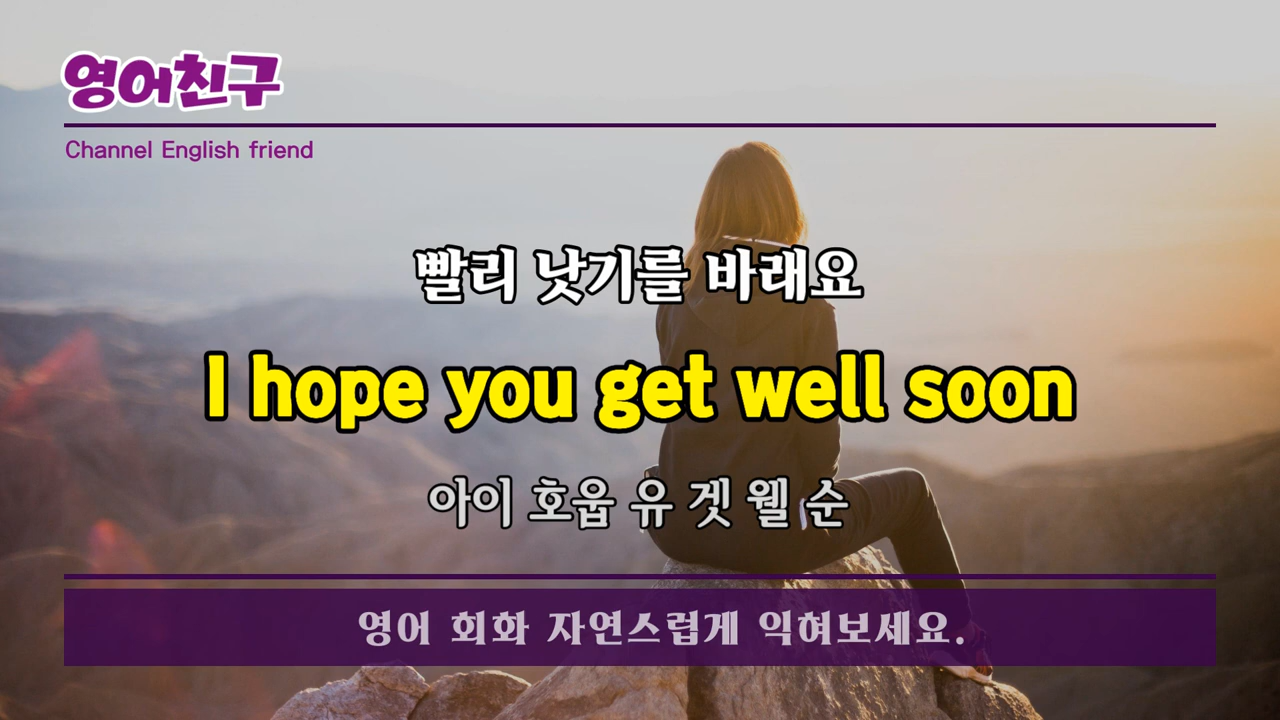 영어친구
Channel English friend
빨리 낫기를 바래요
I hope you get well soon
아이 호웁 유 겟 웰 순
영어 회화 자연스럽게 익혀보세요.